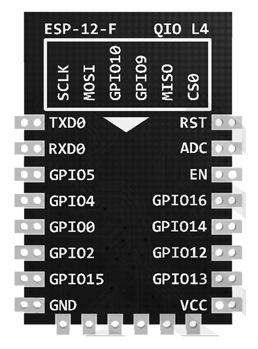 ESP-12-F QIO L4
SCLK
MOSI
GPIO10
GPIO9
MISO
CS0
TXD0 RST
RXD0 ADC
GPIO5 EN
GPIO4 GPIO16
GPIO0 GPIO14
GPIO2 GPIO12
GPIO15 GPIO13
GND VCC